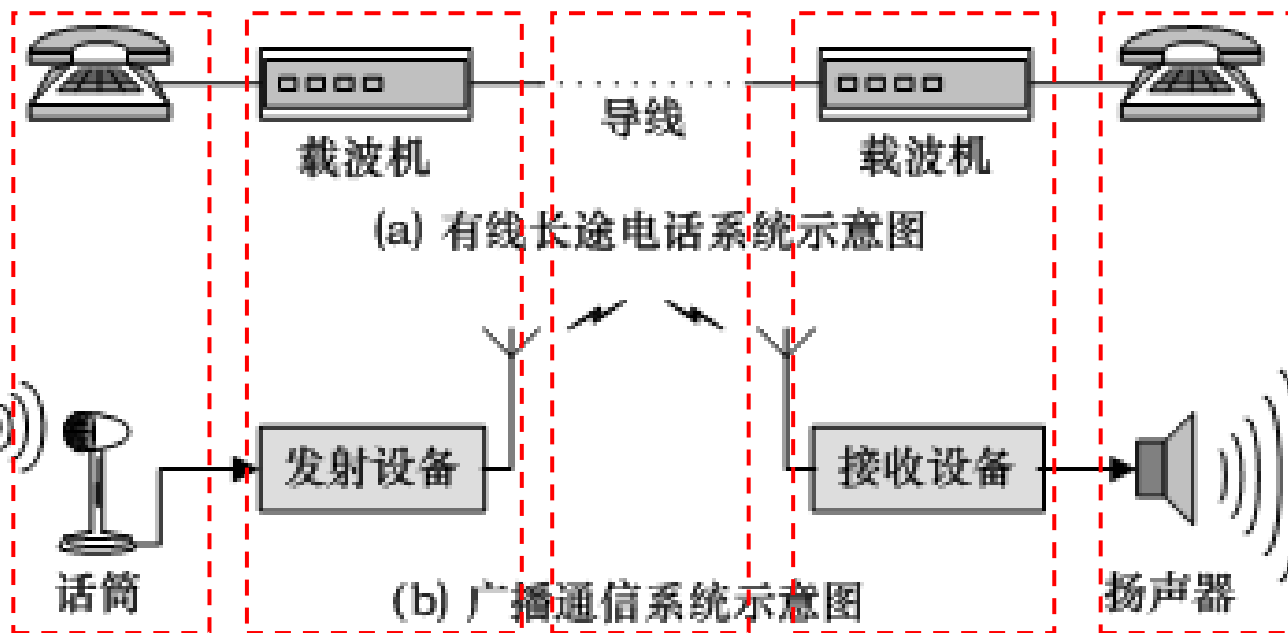 导线
载波机
载波机
(a) 有线长途电话系统示意图
发射设备
接收设备
话筒
扬声器
(b) 广播通信系统示意图